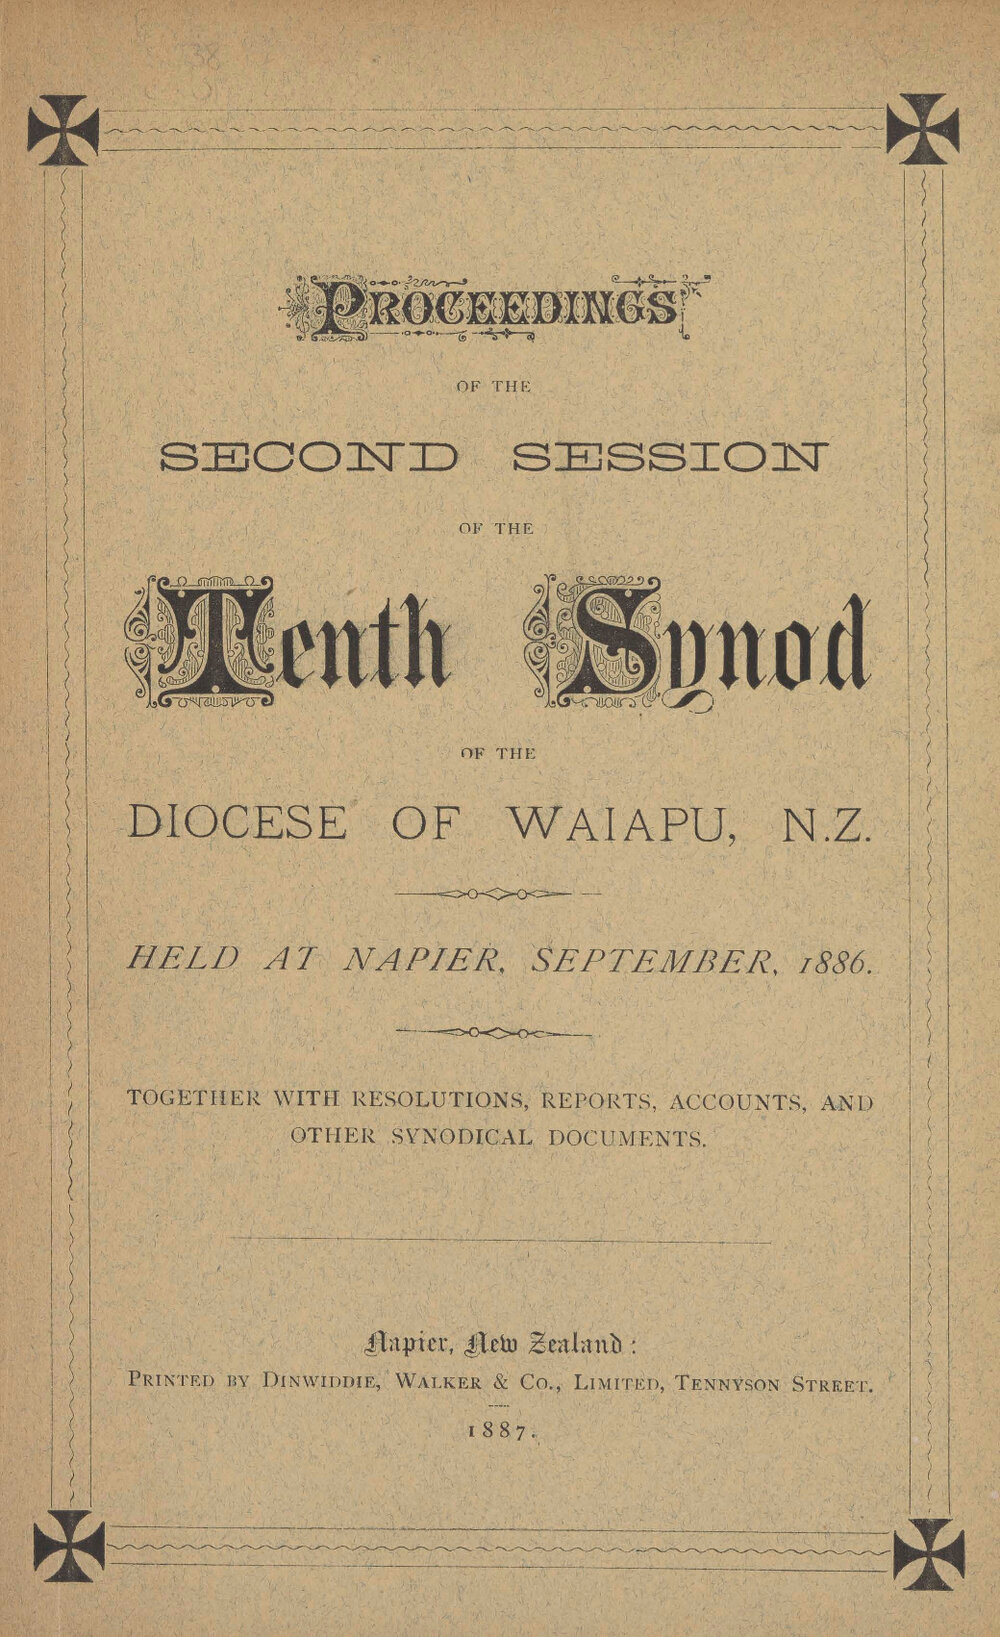 PROCEEDINGS
OF THE
SECOND SESSION
OF THE
Tenth Synod
OF THE
DIOCESE OF WAIAPU, N.Z.
HELD AT NAPIER, SEPTEMBER, 1886.
TOGETHER WITH RESOLUTIONS, REPORTS, ACCOUNTS, AND
OTHER SYNODICAL DOCUMENTS.
Napier, New Zealand:
PRINTED BY DINWIDDIE, WALKER & CO., LIMITED, TENNYSON STREET.
1887.